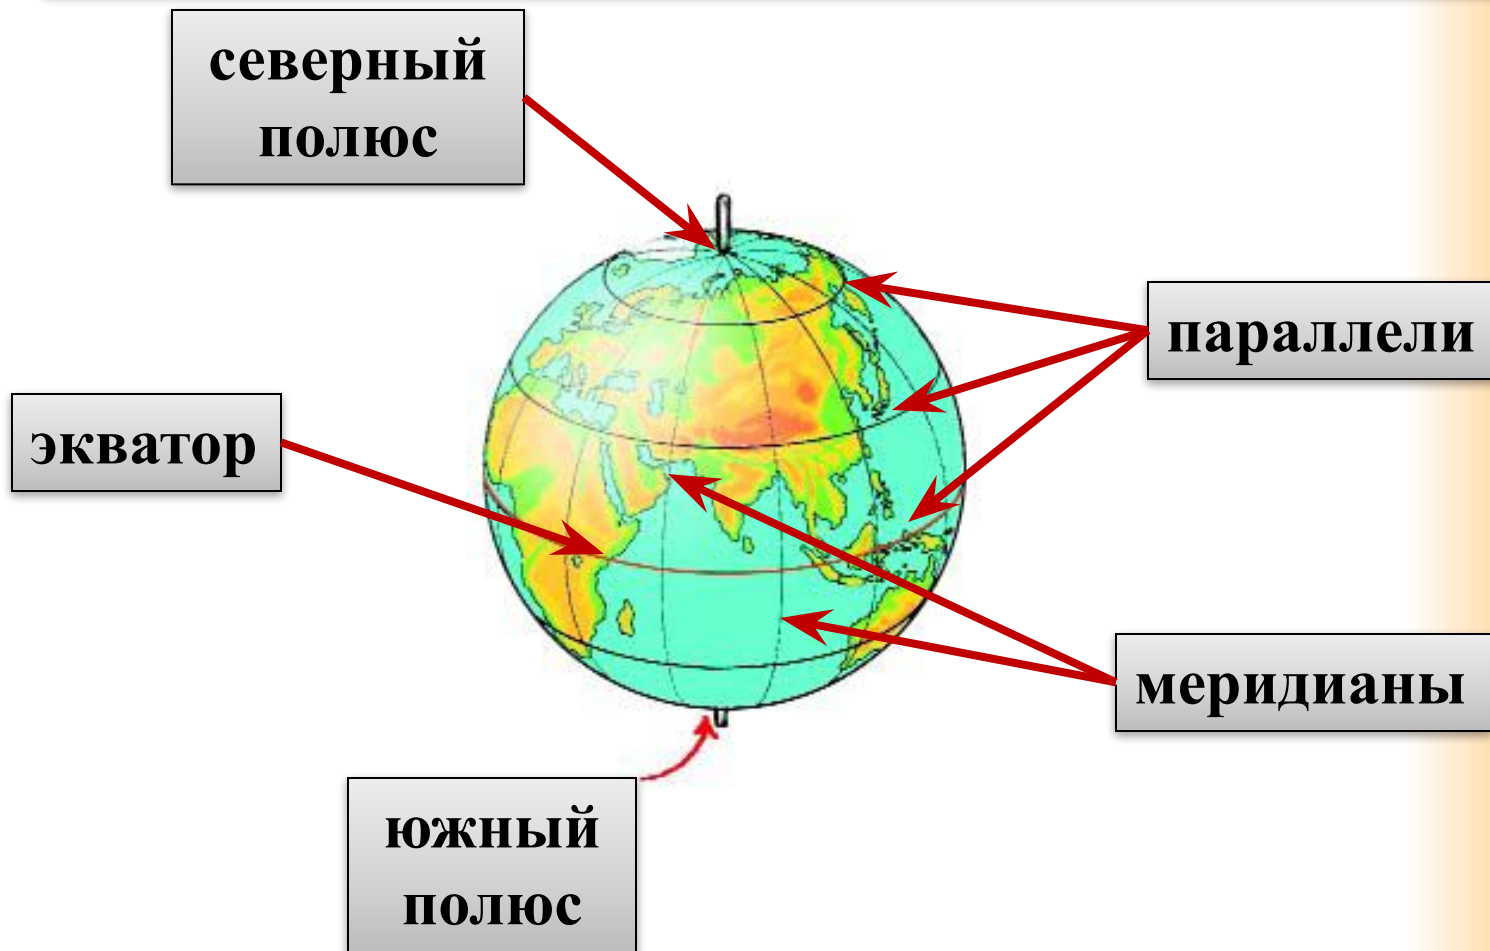 северный
полюс
параллели
экватор
меридианы
южный
полюс